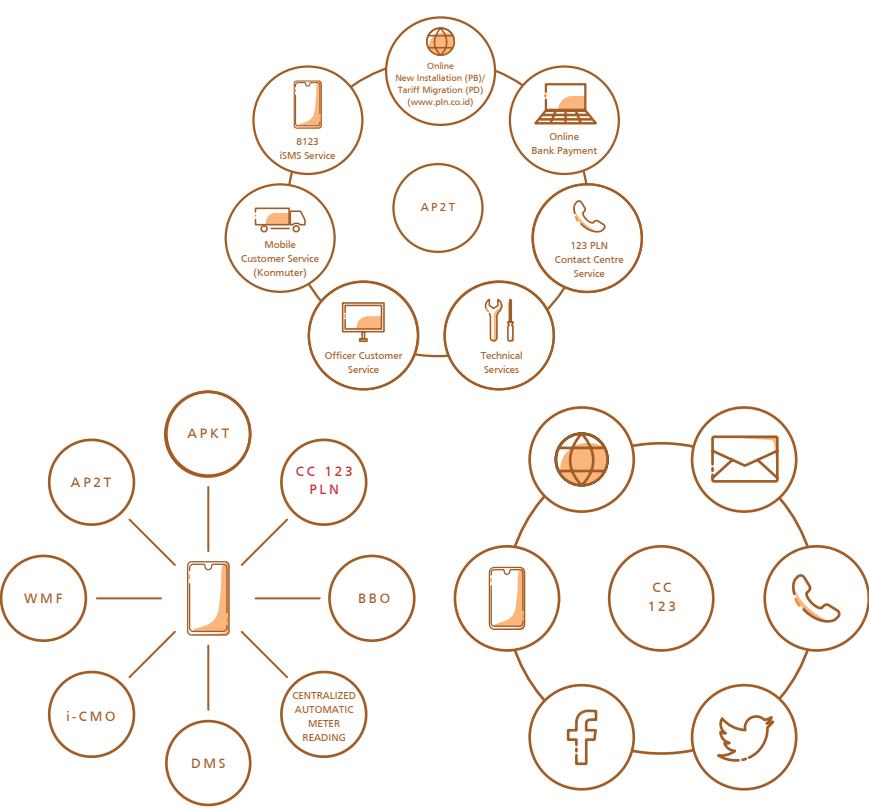 Online
New Installation (PB)/
Tariff Migration (PD)
(www.pln.co.id)
8123
iSMS Service
Online
Bank Payment
AP2T
Mobile
Customer Service
(Konmuter)
123 PLN
Contact Centre
Service
Officer Customer
Service
Technical
Services
APKT
AP2T
CC 123
PLN
WMF
BBO
i-CMO
CENTRALIZED
AUTOMATIC
METER
READING
DMS
CC
123